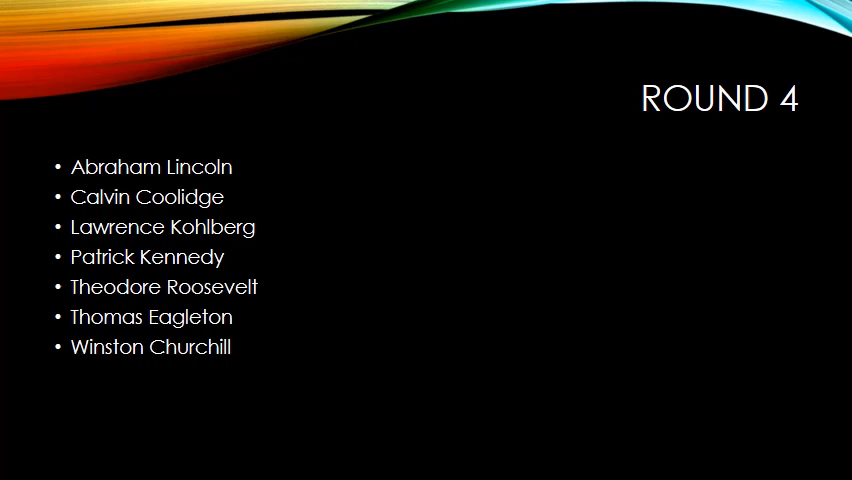 ROUND 4
• Abraham Lincoln
• Calvin Coolidge
• Lawrence Kohlberg
• Patrick Kennedy
• Theodore Roosevelt
• Thomas Eagleton
• Winston Churchill